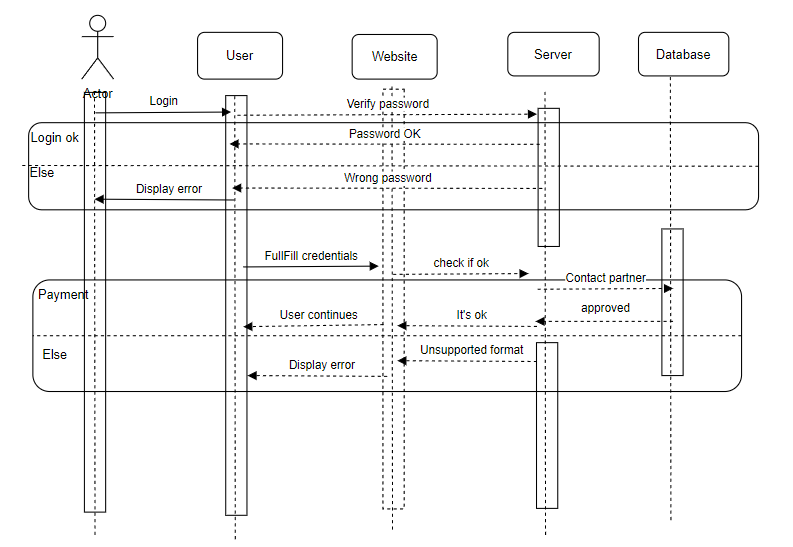 User
Website
Server
Database
Actor
Login
Verify password
Login ok
Password OK
Else
Wrong password
Display error
FullFill credentials
check if ok
Contact partner
Payment
User continues
It's ok
approved
Else
Unsupported format
Display error